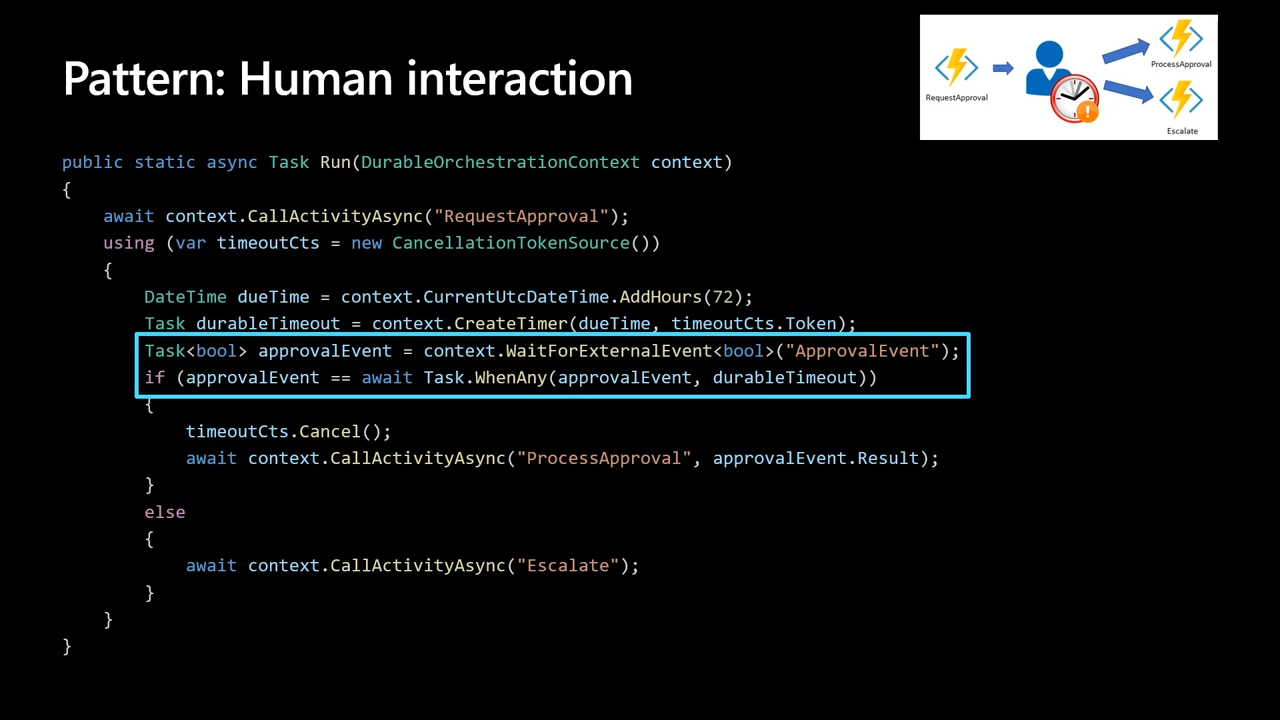 Pattern: Human interaction
RequestApproval
ProcessApproval
Escalate
public static async Task Run(DurableOrchestrationContext context)
{
    await context.CallActivityAsync("RequestApproval");
    using (var timeoutCts = new CancellationTokenSource())
    {
        DateTime dueTime = context.CurrentUtcDateTime.AddHours(72);
        Task durableTimeout = context.CreateTimer(dueTime, timeoutCts.Token);
        Task<bool> approvalEvent = context.WaitForExternalEvent<bool>("ApprovalEvent");
        if (approvalEvent == await Task.WhenAny(approvalEvent, durableTimeout))
        {
            timeoutCts.Cancel();
            await context.CallActivityAsync("ProcessApproval", approvalEvent.Result);
        }
        else
        {
            await context.CallActivityAsync("Escalate");
        }
    }
}